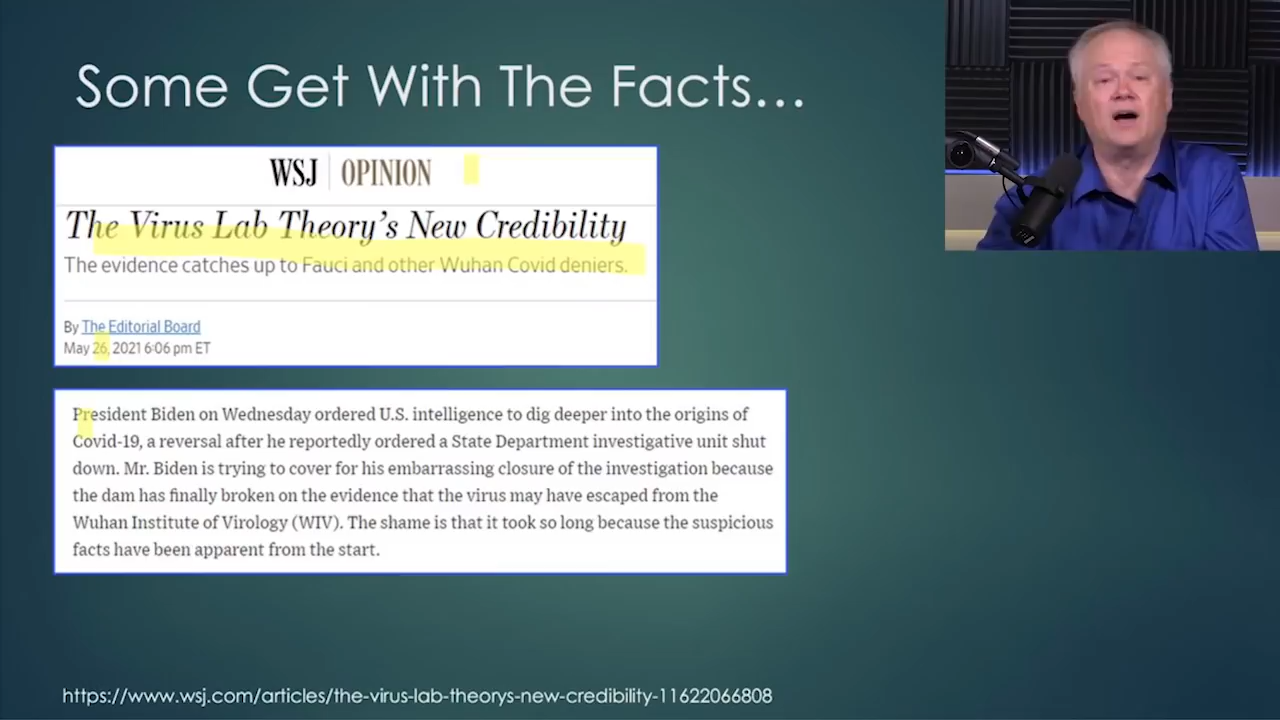 Some Get With The Facts...
WSJ | OPINION
The Virus Lab Theory's New Credibility
The evidence catches up to Fauci and other Wuhan Covid deniers.
By The Editorial Board
May 26, 2021 6:06 pm ET
President Biden on Wednesday ordered U.S. intelligence to dig deeper into the origins of
Covid-19, a reversal after he reportedly ordered a State Department investigative unit shut
down. Mr. Biden is trying to cover for his embarrassing closure of the investigation because
the dam has finally broken on the evidence that the virus may have escaped from the
Wuhan Institute of Virology (WIV). The shame is that it took so long because the suspicious
facts have been apparent from the start.
https://www.wsj.com/articles/the-virus-lab-theorys-new-credibility-11622066808